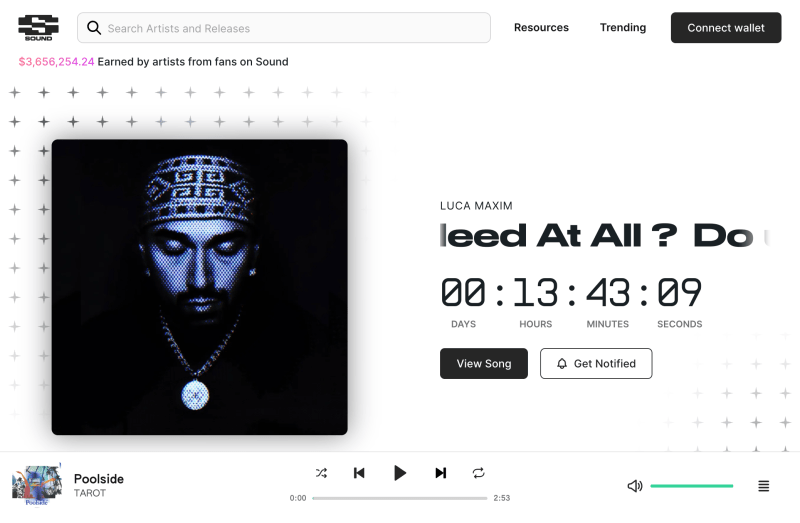 SOUND
Search Artists and Releases
Resources
Trending
Connect wallet
$3,656,254.24 Earned by artists from fans on Sound
LUCA MAXIM
eed At All ? Do
00 : 13 : 43 : 09
DAYS
HOURS
MINUTES
SECONDS
View Song
Get Notified
Poolside
Poolside
TAROT
0:00
2:53